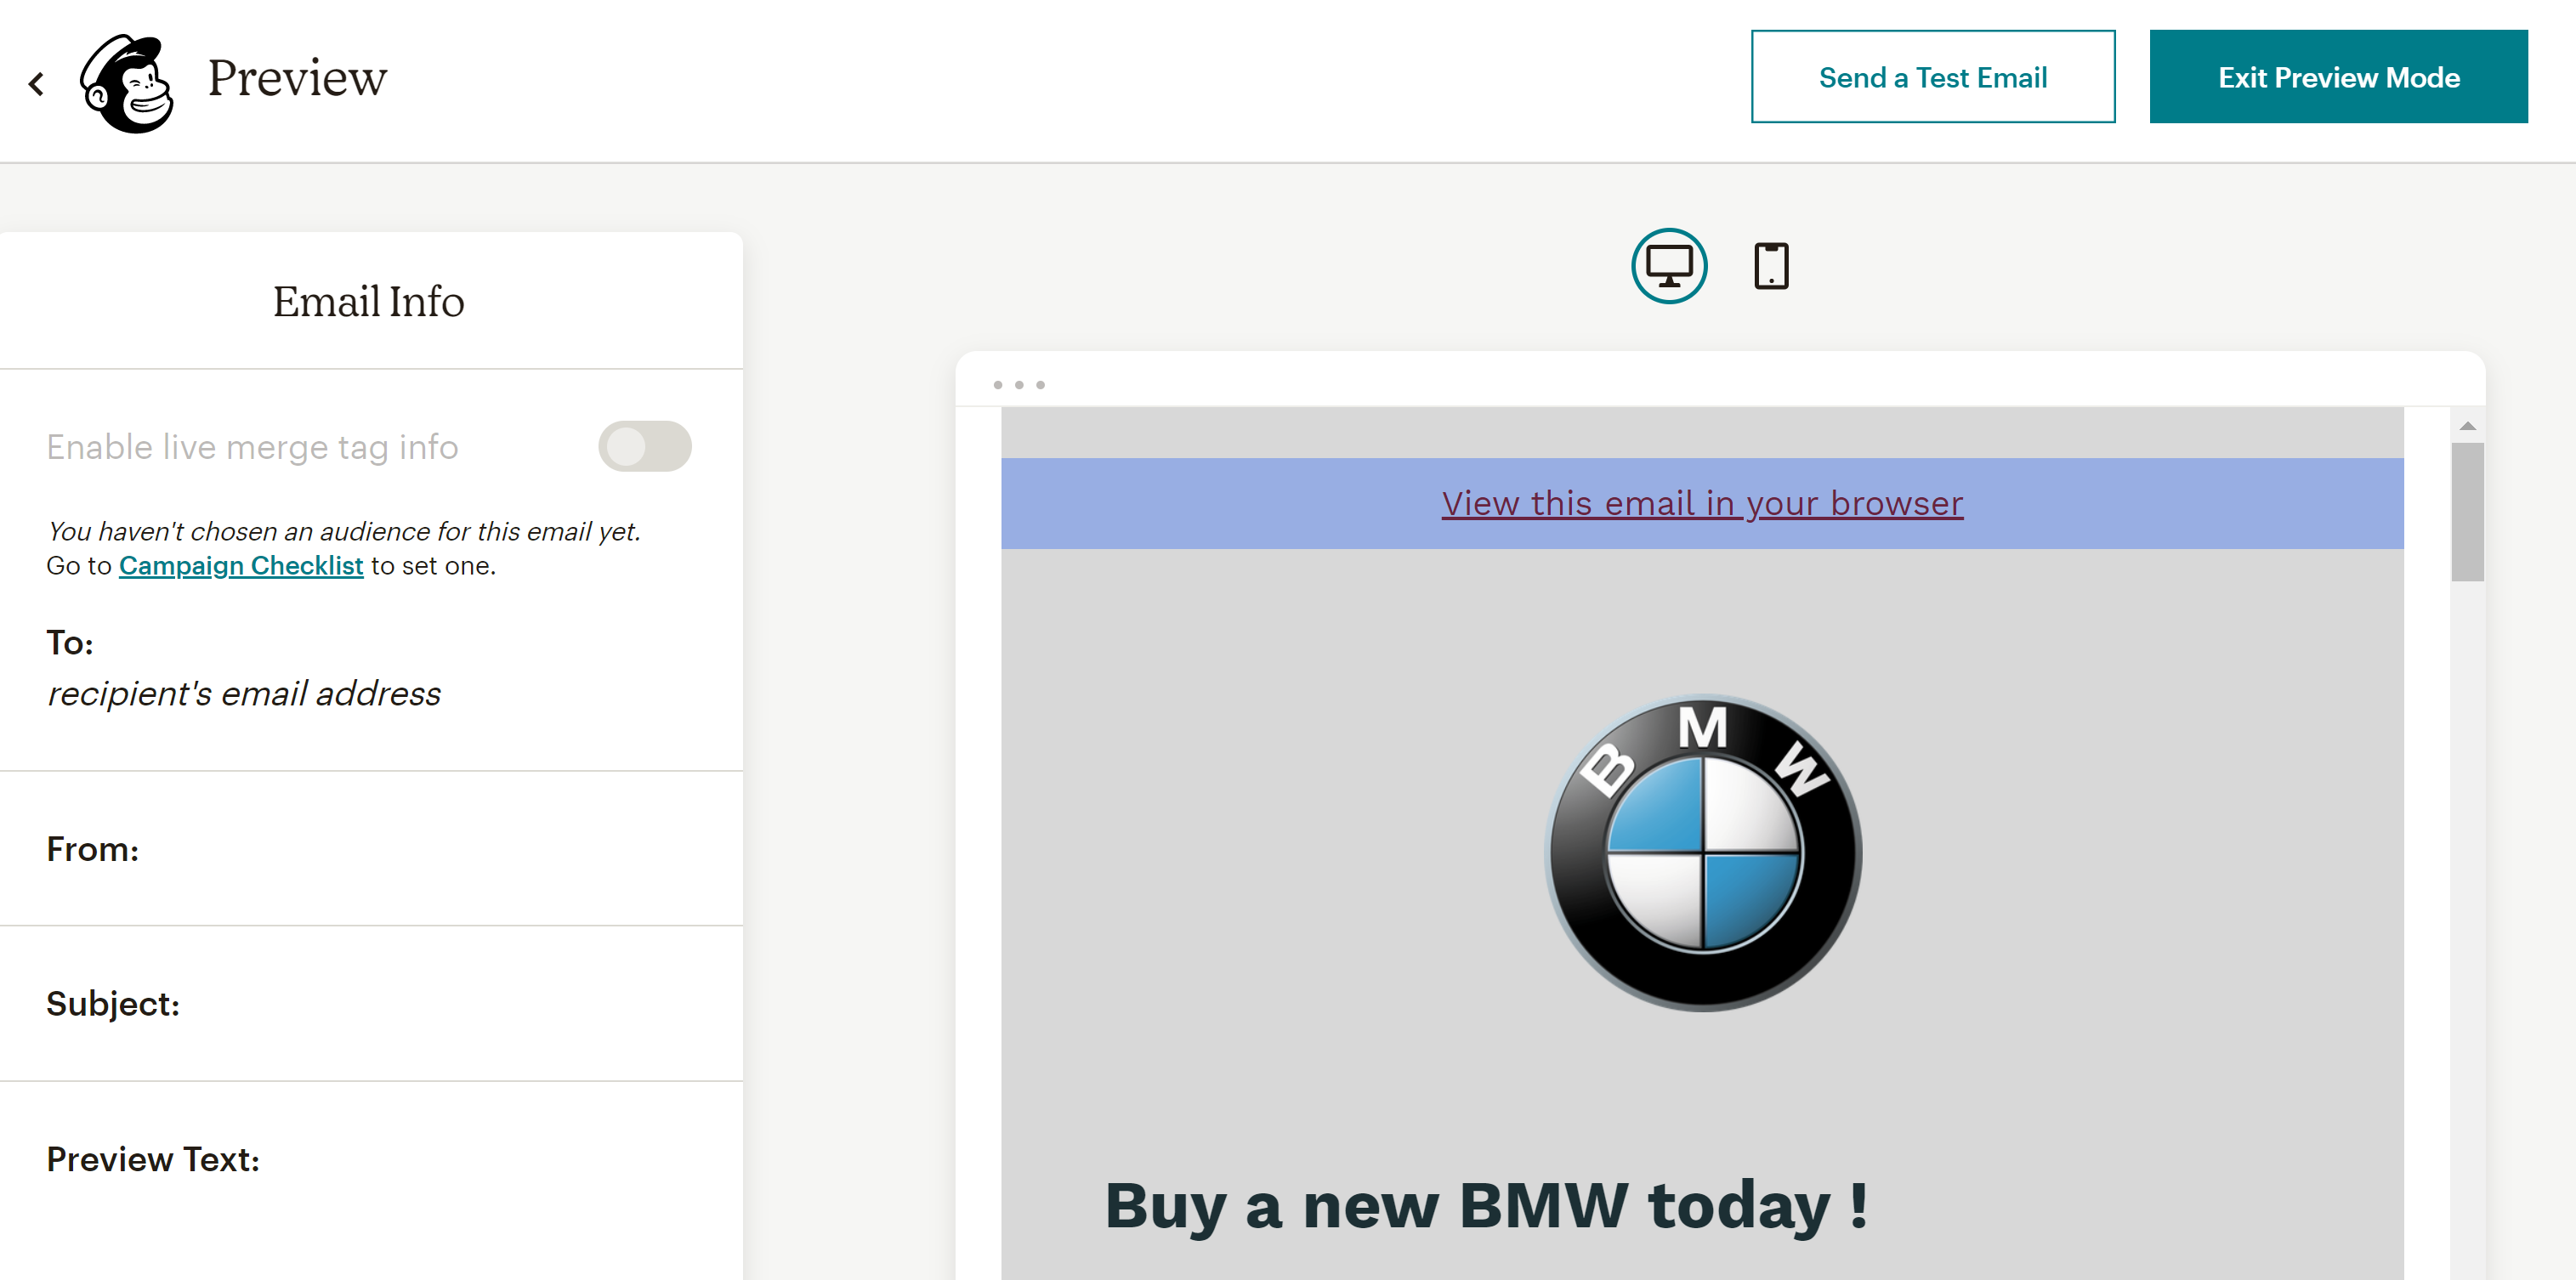 Preview
Send a Test Email
Exit Preview Mode
Email Info
Enable live merge tag info
You haven't chosen an audience for this email yet.
Go to Campaign Checklist to set one.
To:
recipient's email address
From:
Subject:
Preview Text:
View this email in your browser
BMW
Buy a new BMW today !